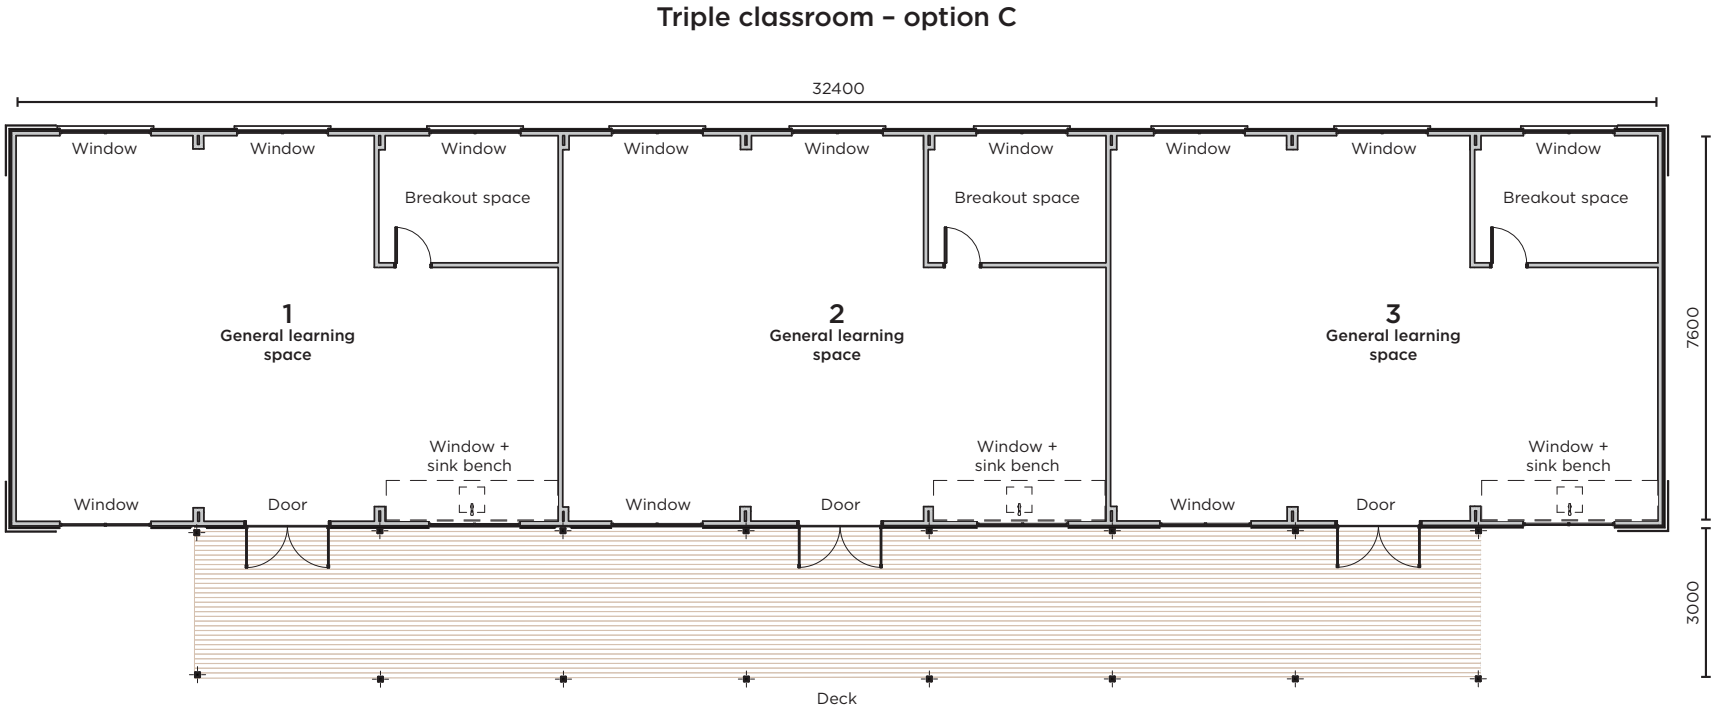 Triple classroom – option C
32400
Window
Window
Window
Window
Window
Window
Window
Window
Window
Breakout space
Breakout space
Breakout space
1
General learning
space
2
General learning
space
3
General learning
space
7600
Window +
sink bench
Window +
sink bench
Window +
sink bench
Window
Door
Window
Door
Window
Door
3000
Deck